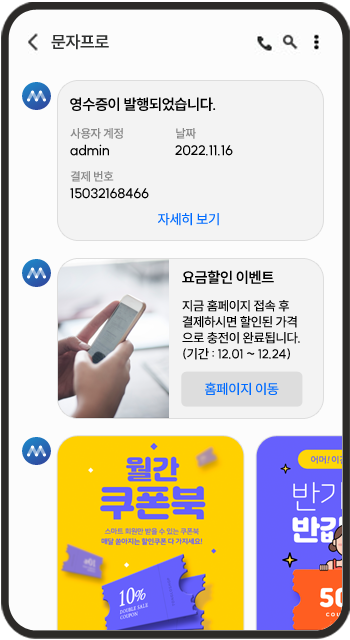 문자프로
영수증이 발행되었습니다.
사용자 계정 날짜
admin 2022.11.16
결제 번호
15032168466
자세히 보기
요금할인 이벤트
지금 홈페이지 접속 후
결제하시면 할인된 가격
으로 충전이 완료됩니다.
(기간 : 12.01 ~ 12.24)
홈페이지 이동
월간
쿠폰북
스마트 회원만 받을 수 있는 쿠폰북
매달 쏟아지는 할인쿠폰 다 가지세요!
10%
DOUBLE SALE
COUPON
어머! 이건
반기
반값
50
COU